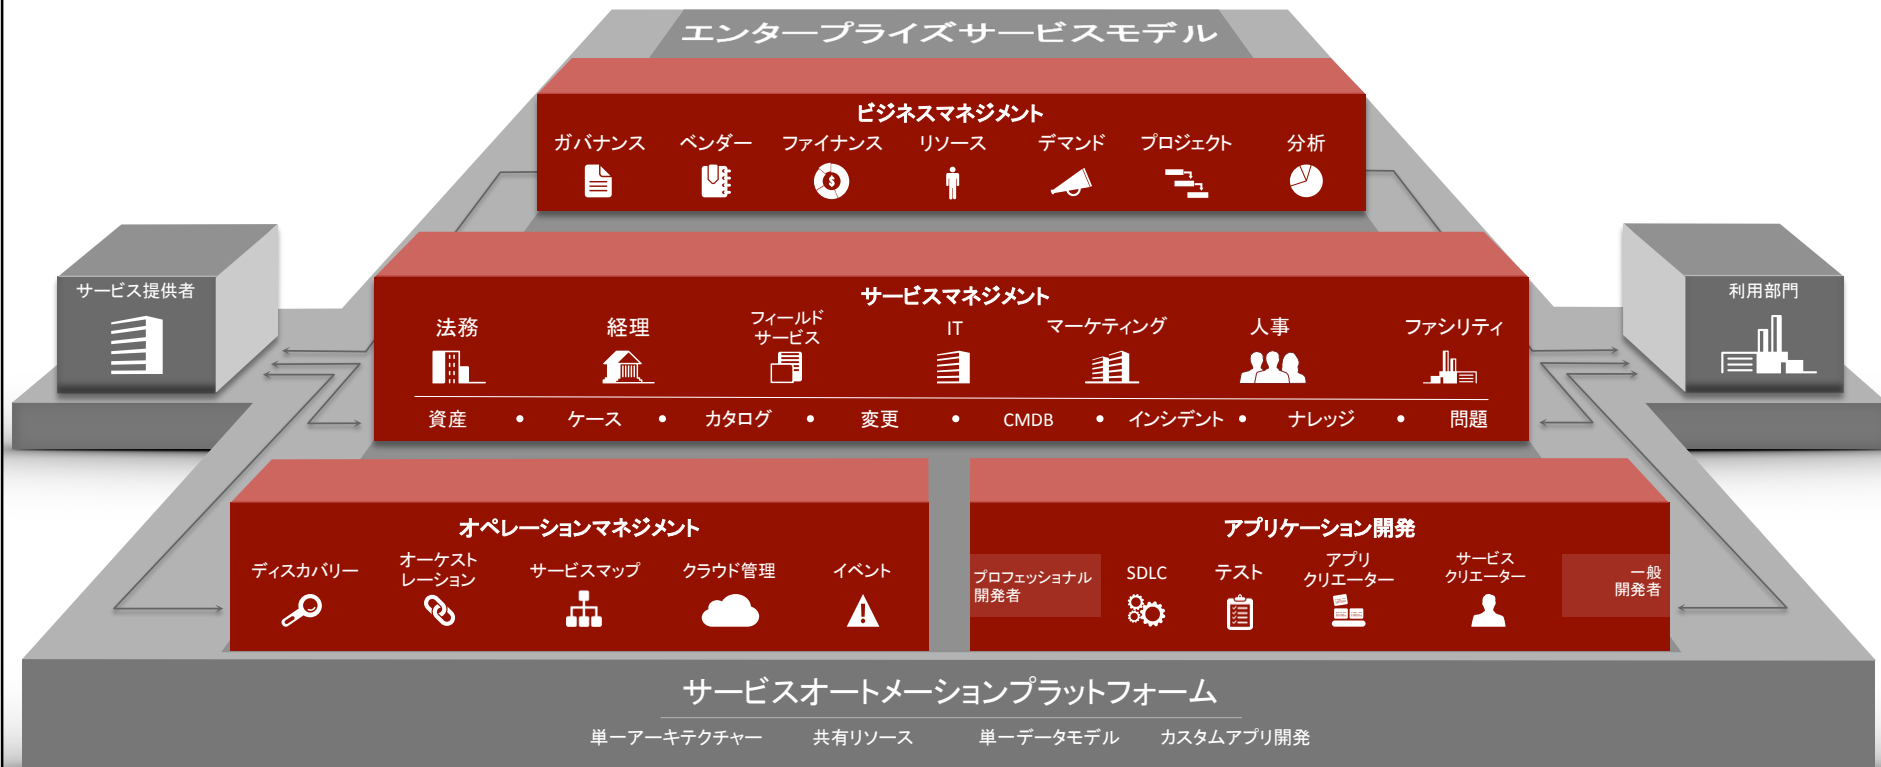 エンタープライズサービスモデル
ビジネスマネジメント
ガバナンス ベンダー ファイナンス リソース デマンド プロジェクト 分析
サービス提供者
利用部門
サービスマネジメント
法務 経理 フィールド IT マーケティング 人事 ファシリティ
サービス
資産 • ケース • カタログ • 変更 • CMDB • インシデント • ナレッジ • 問題
オペレーションマネジメント
ディスカバリー オーケスト サービスマップ クラウド管理 イベント
レーション
アプリケーション開発
プロフェッショナル SDLC テスト アプリ サービス 一般
開発者 クリエーター クリエーター 開発者
サービスオートメーションプラットフォーム
単一アーキテクチャー 共有リソース 単一データモデル カスタムアプリ開発